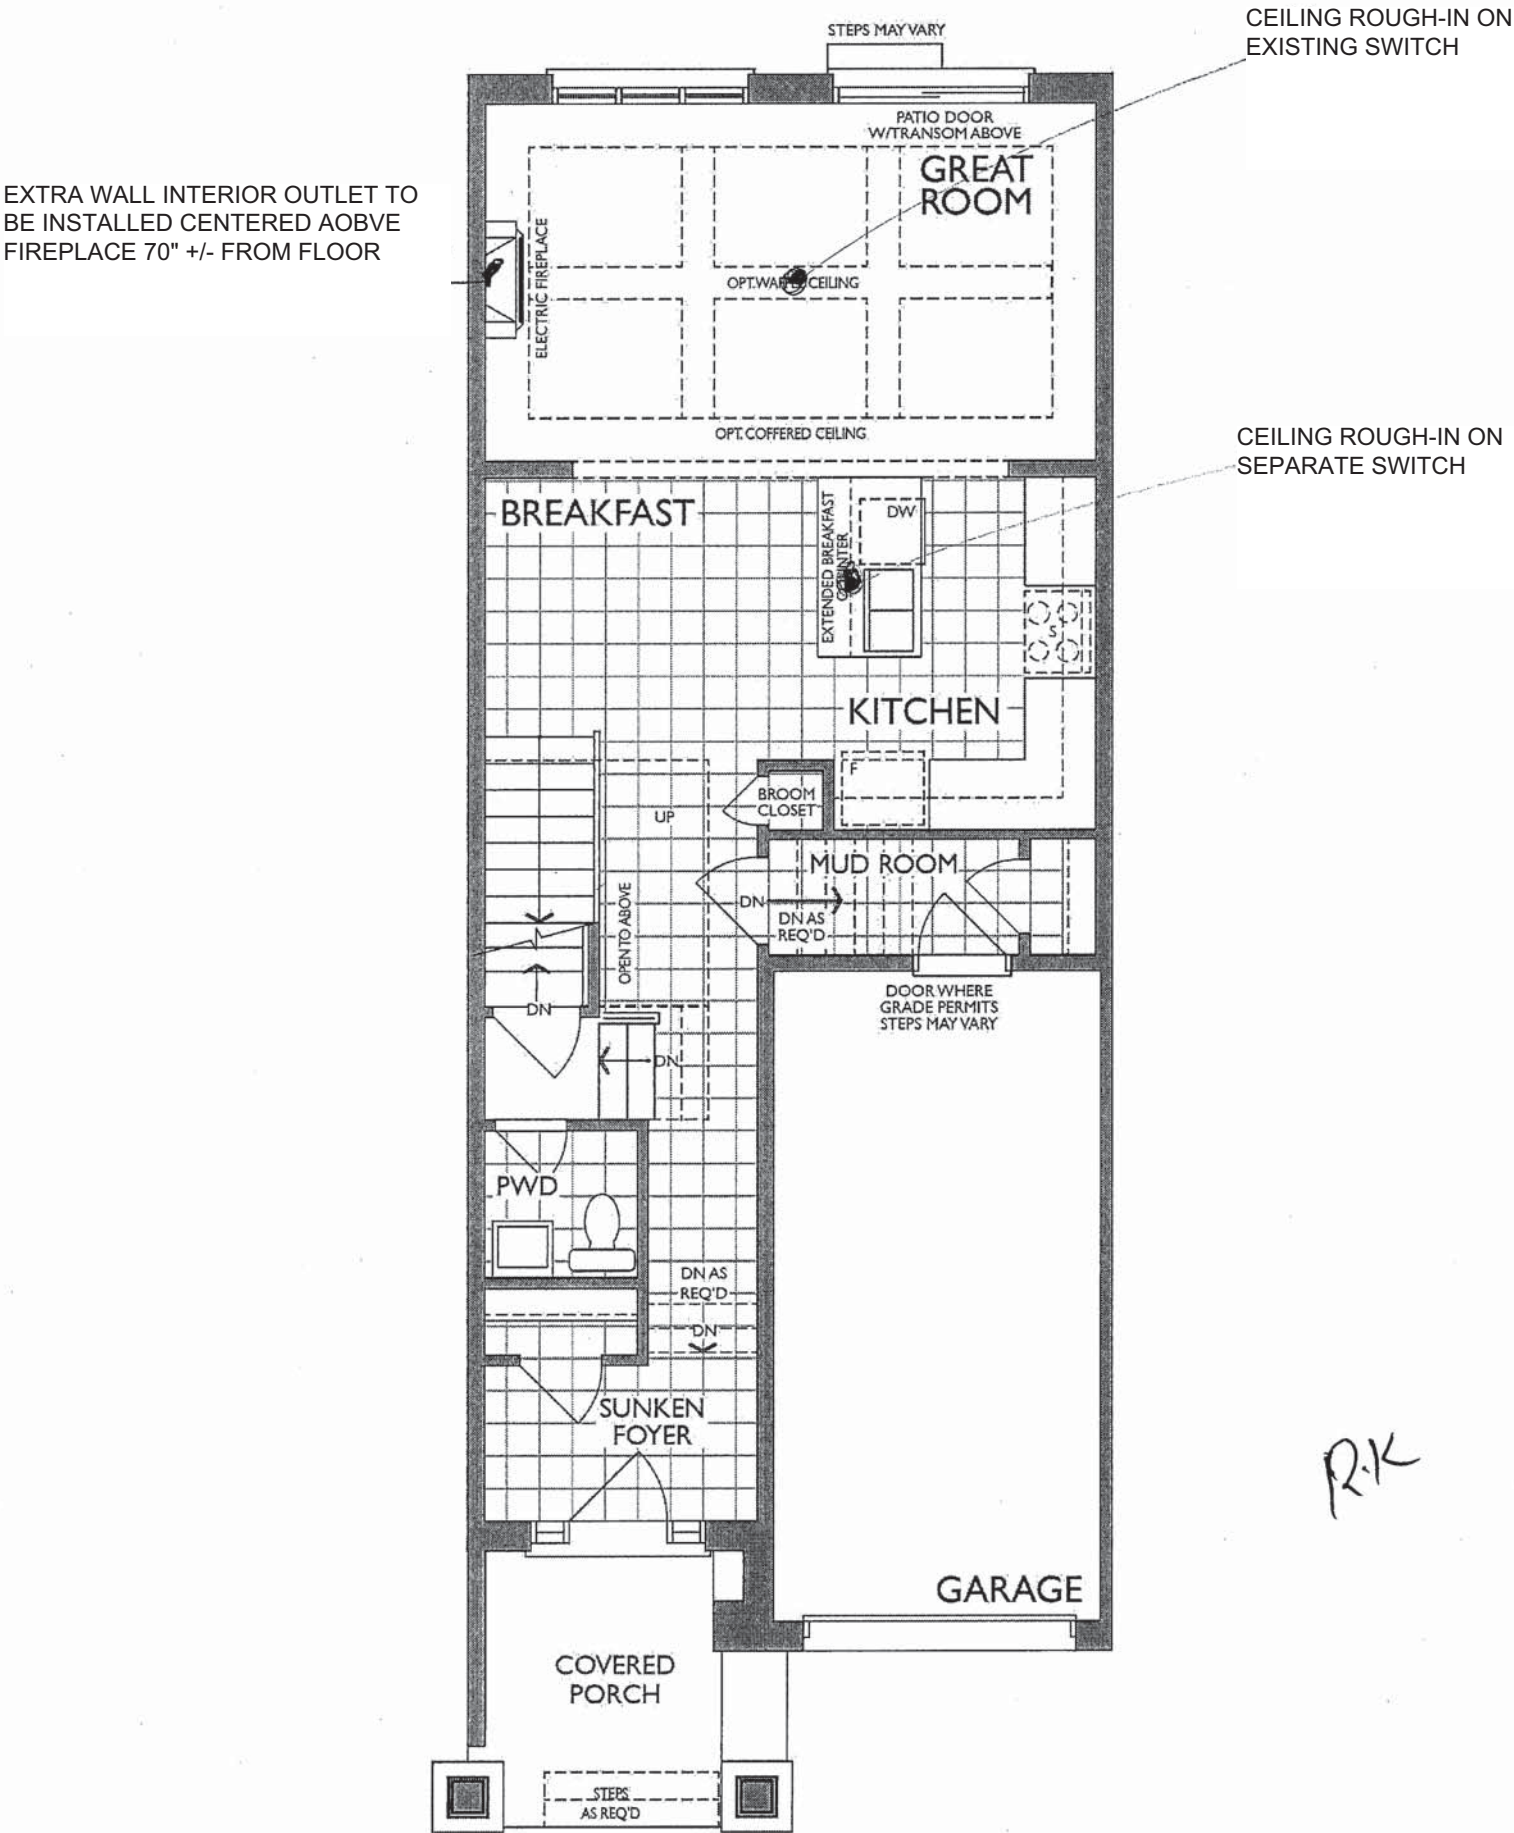 CEILING ROUGH-IN ON
EXISTING SWITCH
STEPS MAY VARY
PATIO DOOR
W/TRANSOM ABOVE
GREAT
ROOM
EXTRA WALL INTERIOR OUTLET TO
BE INSTALLED CENTERED AOBVE
FIREPLACE 70" +/- FROM FLOOR
ELECTRIC FIREPLACE
OPT. CEILING
OPT. COFFERED CEILING
CEILING ROUGH-IN ON
SEPARATE SWITCH
BREAKFAST
DW
EXTENDED BREAKFAST
S
KITCHEN
F
BROOM
CLOSET
UP
MUD ROOM
DN
DN AS
REQ'D
OPEN TO ABOVE
DOOR WHERE
GRADE PERMITS
STEPS MAY VARY
DN
DN
PWD
DN AS
REQ'D
DN
SUNKEN
FOYER
R.K
GARAGE
COVERED
PORCH
STEPS
AS REQ'D